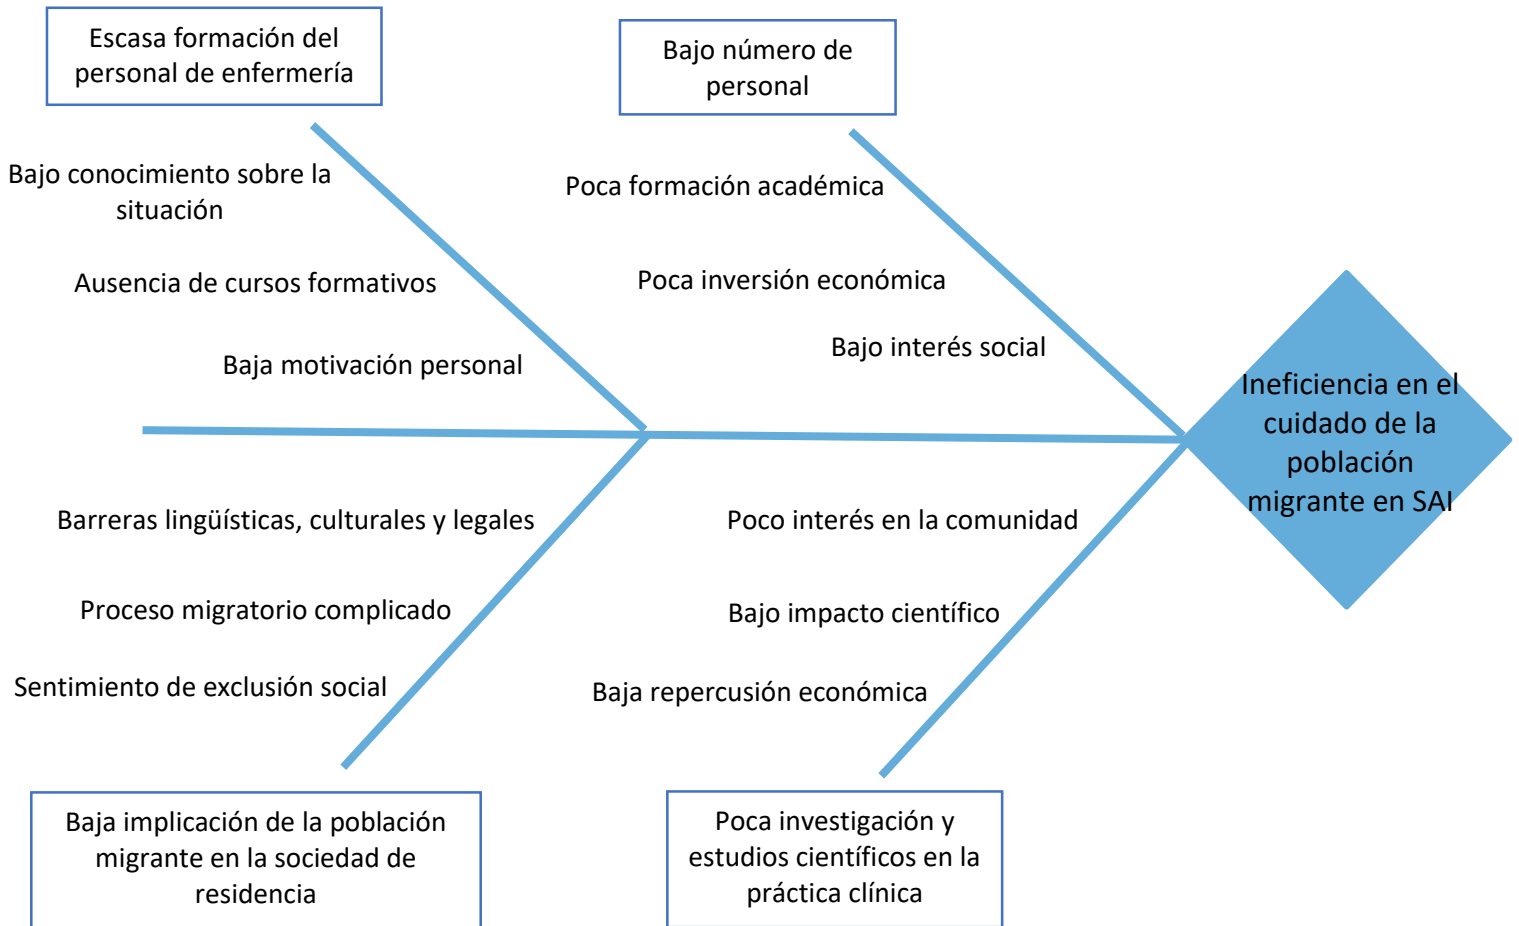 Escasa formación del
personal de enfermería
Bajo número de
personal
Bajo conocimiento sobre la
situación
Ausencia de cursos formativos
Baja motivación personal
Poca formación académica
Poca inversión económica
Bajo interés social
Ineficiencia en el
cuidado de la
población
migrante en SAI
Barreras lingüísticas, culturales y legales
Proceso migratorio complicado
Sentimiento de exclusión social
Poco interés en la comunidad
Bajo impacto científico
Baja repercusión económica
Baja implicación de la población
migrante en la sociedad de
residencia
Poca investigación y
estudios científicos en la
práctica clínica